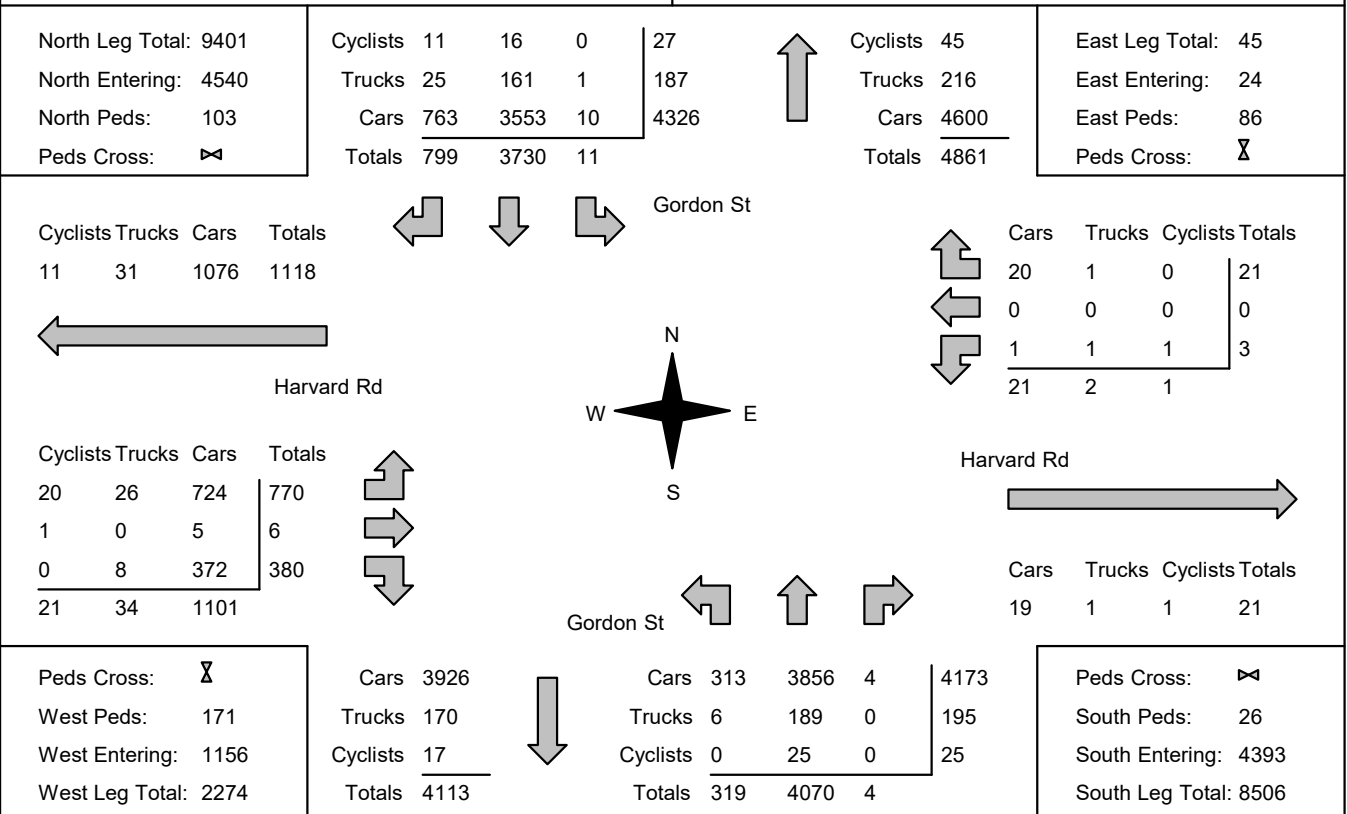 North Leg Total: 9401
North Entering: 4540
North Peds: 103
Peds Cross:
Cyclists 11 16 0 27
Trucks 25 161 1 187
Cars 763 3553 10 4326
Totals 799 3730 11
Cyclists 45
Trucks 216
Cars 4600
Totals 4861
East Leg Total: 45
East Entering: 24
East Peds: 86
Peds Cross:
Gordon St
Cyclists Trucks Cars Totals
11 31 1076 1118
Harvard Rd
Cars Trucks Cyclists Totals
20 1 0 21
0 0 0 0
1 1 1 3
21 2 1
N
W E
S
Cyclists Trucks Cars Totals
20 26 724 770
1 0 5 6
0 8 372 380
21 34 1101
Harvard Rd
Cars Trucks Cyclists Totals
19 1 1 21
Gordon St
Peds Cross:
West Peds: 171
West Entering: 1156
West Leg Total: 2274
Cars 3926
Trucks 170
Cyclists 17
Totals 4113
Cars 313 3856 4 4173
Trucks 6 189 0 195
Cyclists 0 25 0 25
Totals 319 4070 4
Peds Cross:
South Peds: 26
South Entering: 4393
South Leg Total: 8506